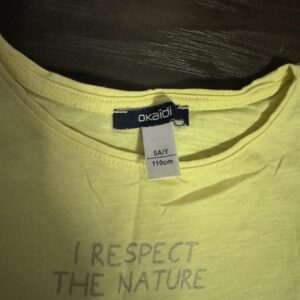 okaïdi
5A/Y
110cm
I RESPECT
THE NATURE